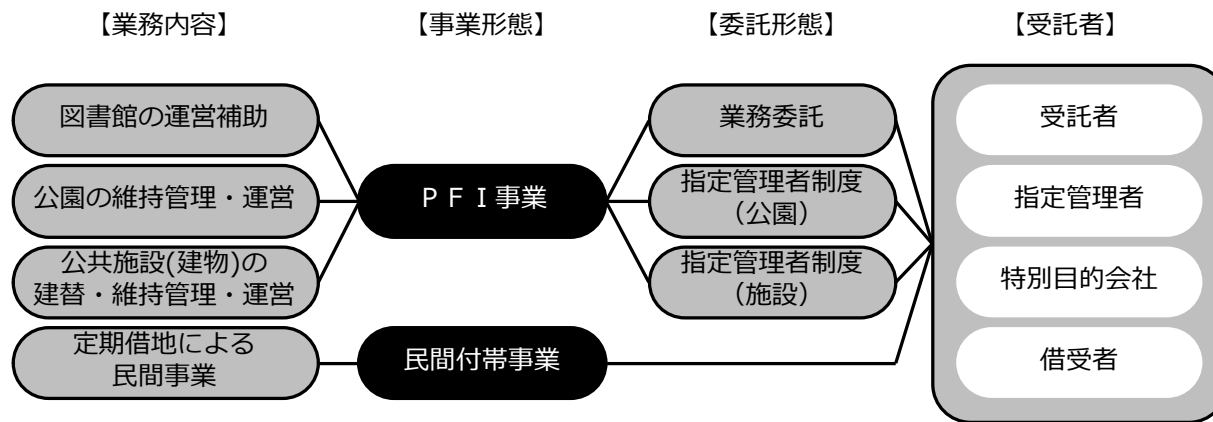 【業務内容】
【事業形態】
【委託形態】
【受託者】
図書館の運営補助
公園の維持管理・運営
公共施設(建物)の
建替・維持管理・運営
定期借地による
民間事業
ＰＦＩ事業
民間付帯事業
業務委託
指定管理者制度
（公園）
指定管理者制度
（施設）
受託者
指定管理者
特別目的会社
借受者